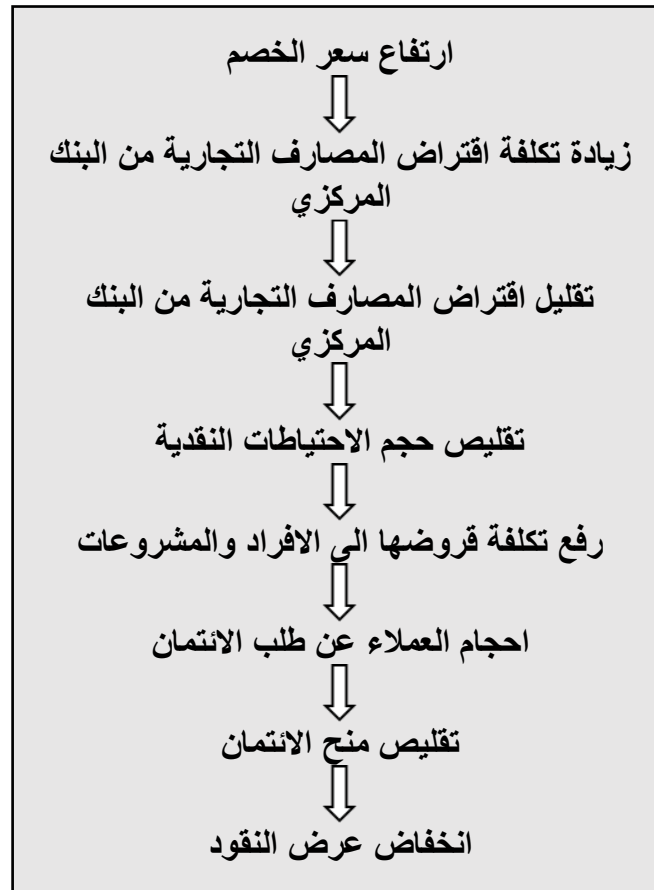 ارتفاع سعر الخصم
زيادة تكلفة اقتراض المصارف التجارية من البنك
المركزي
تقليل اقتراض المصارف التجارية من البنك
المركزي
تقليص حجم الاحتياطات النقدية
رفع تكلفة قروضها الى الافراد والمشروعات
احجام العملاء عن طلب الائتمان
تقليص منح الائتمان
انخفاض عرض النقود